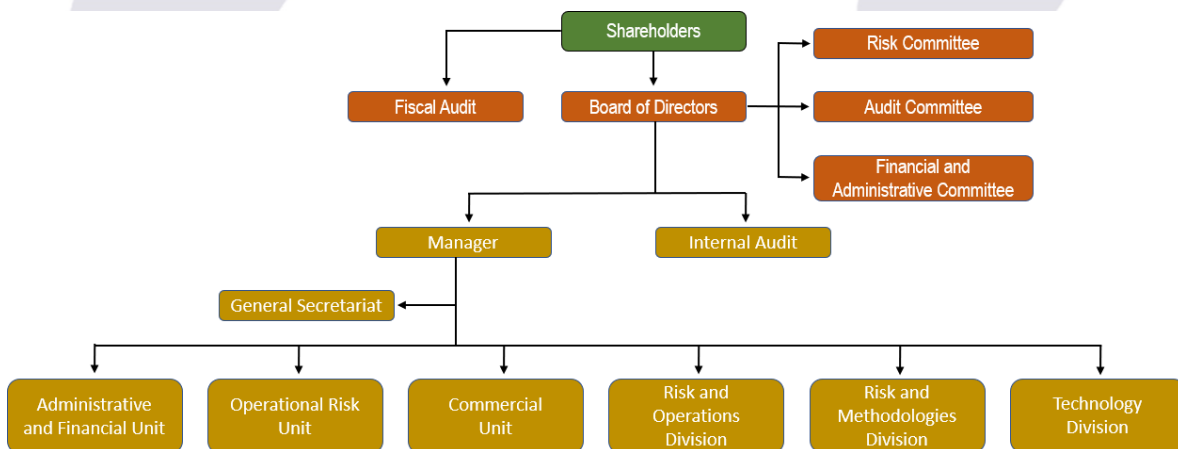 Shareholders
Risk Committee
Fiscal Audit
Board of Directors
Audit Committee
Financial and
Administrative Committee
Manager
Internal Audit
General Secretariat
Administrative
and Financial Unit
Operational Risk
Unit
Commercial
Unit
Risk and
Operations
Division
Risk and
Methodologies
Division
Technology
Division